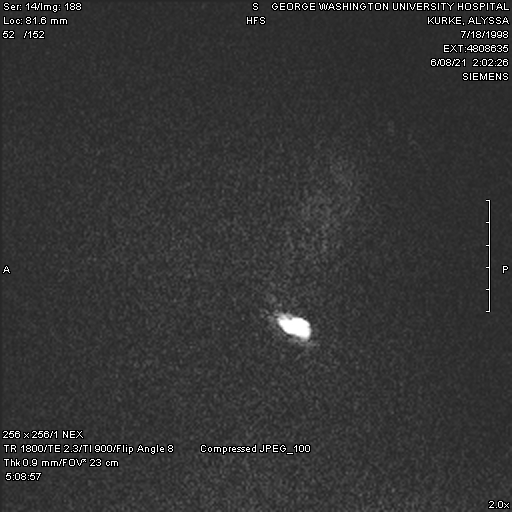 Ser: 14/Img: 188
Loc: 81.6 mm
52 /152
S
HFS
GEORGE WASHINGTON UNIVERSITY HOSPITAL
KURKE, ALYSSA
7/18/1998
EXT:4808635
6/08/21 2:02:26
SIEMENS
A
P
256 x 256/1 NEX
TR 1800/TE 2.3/TI 900/Flip Angle 8
Compressed JPEG_100
Thk 0.9 mm/FOV* 23 cm
5:08:57
2.0x